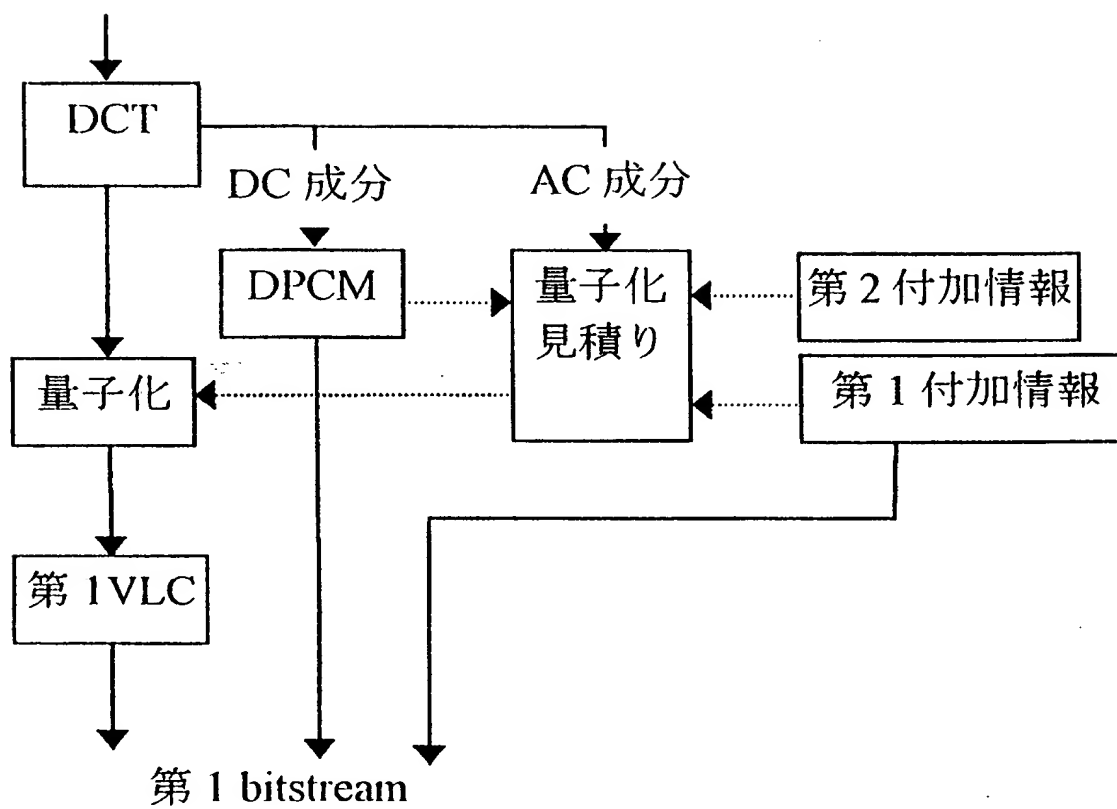 DCT
DC 成分
AC 成分
DPCM
量子化
見積り
第 2 付加情報
第 1 付加情報
量子化
第 1VLC
第 1 bitstream